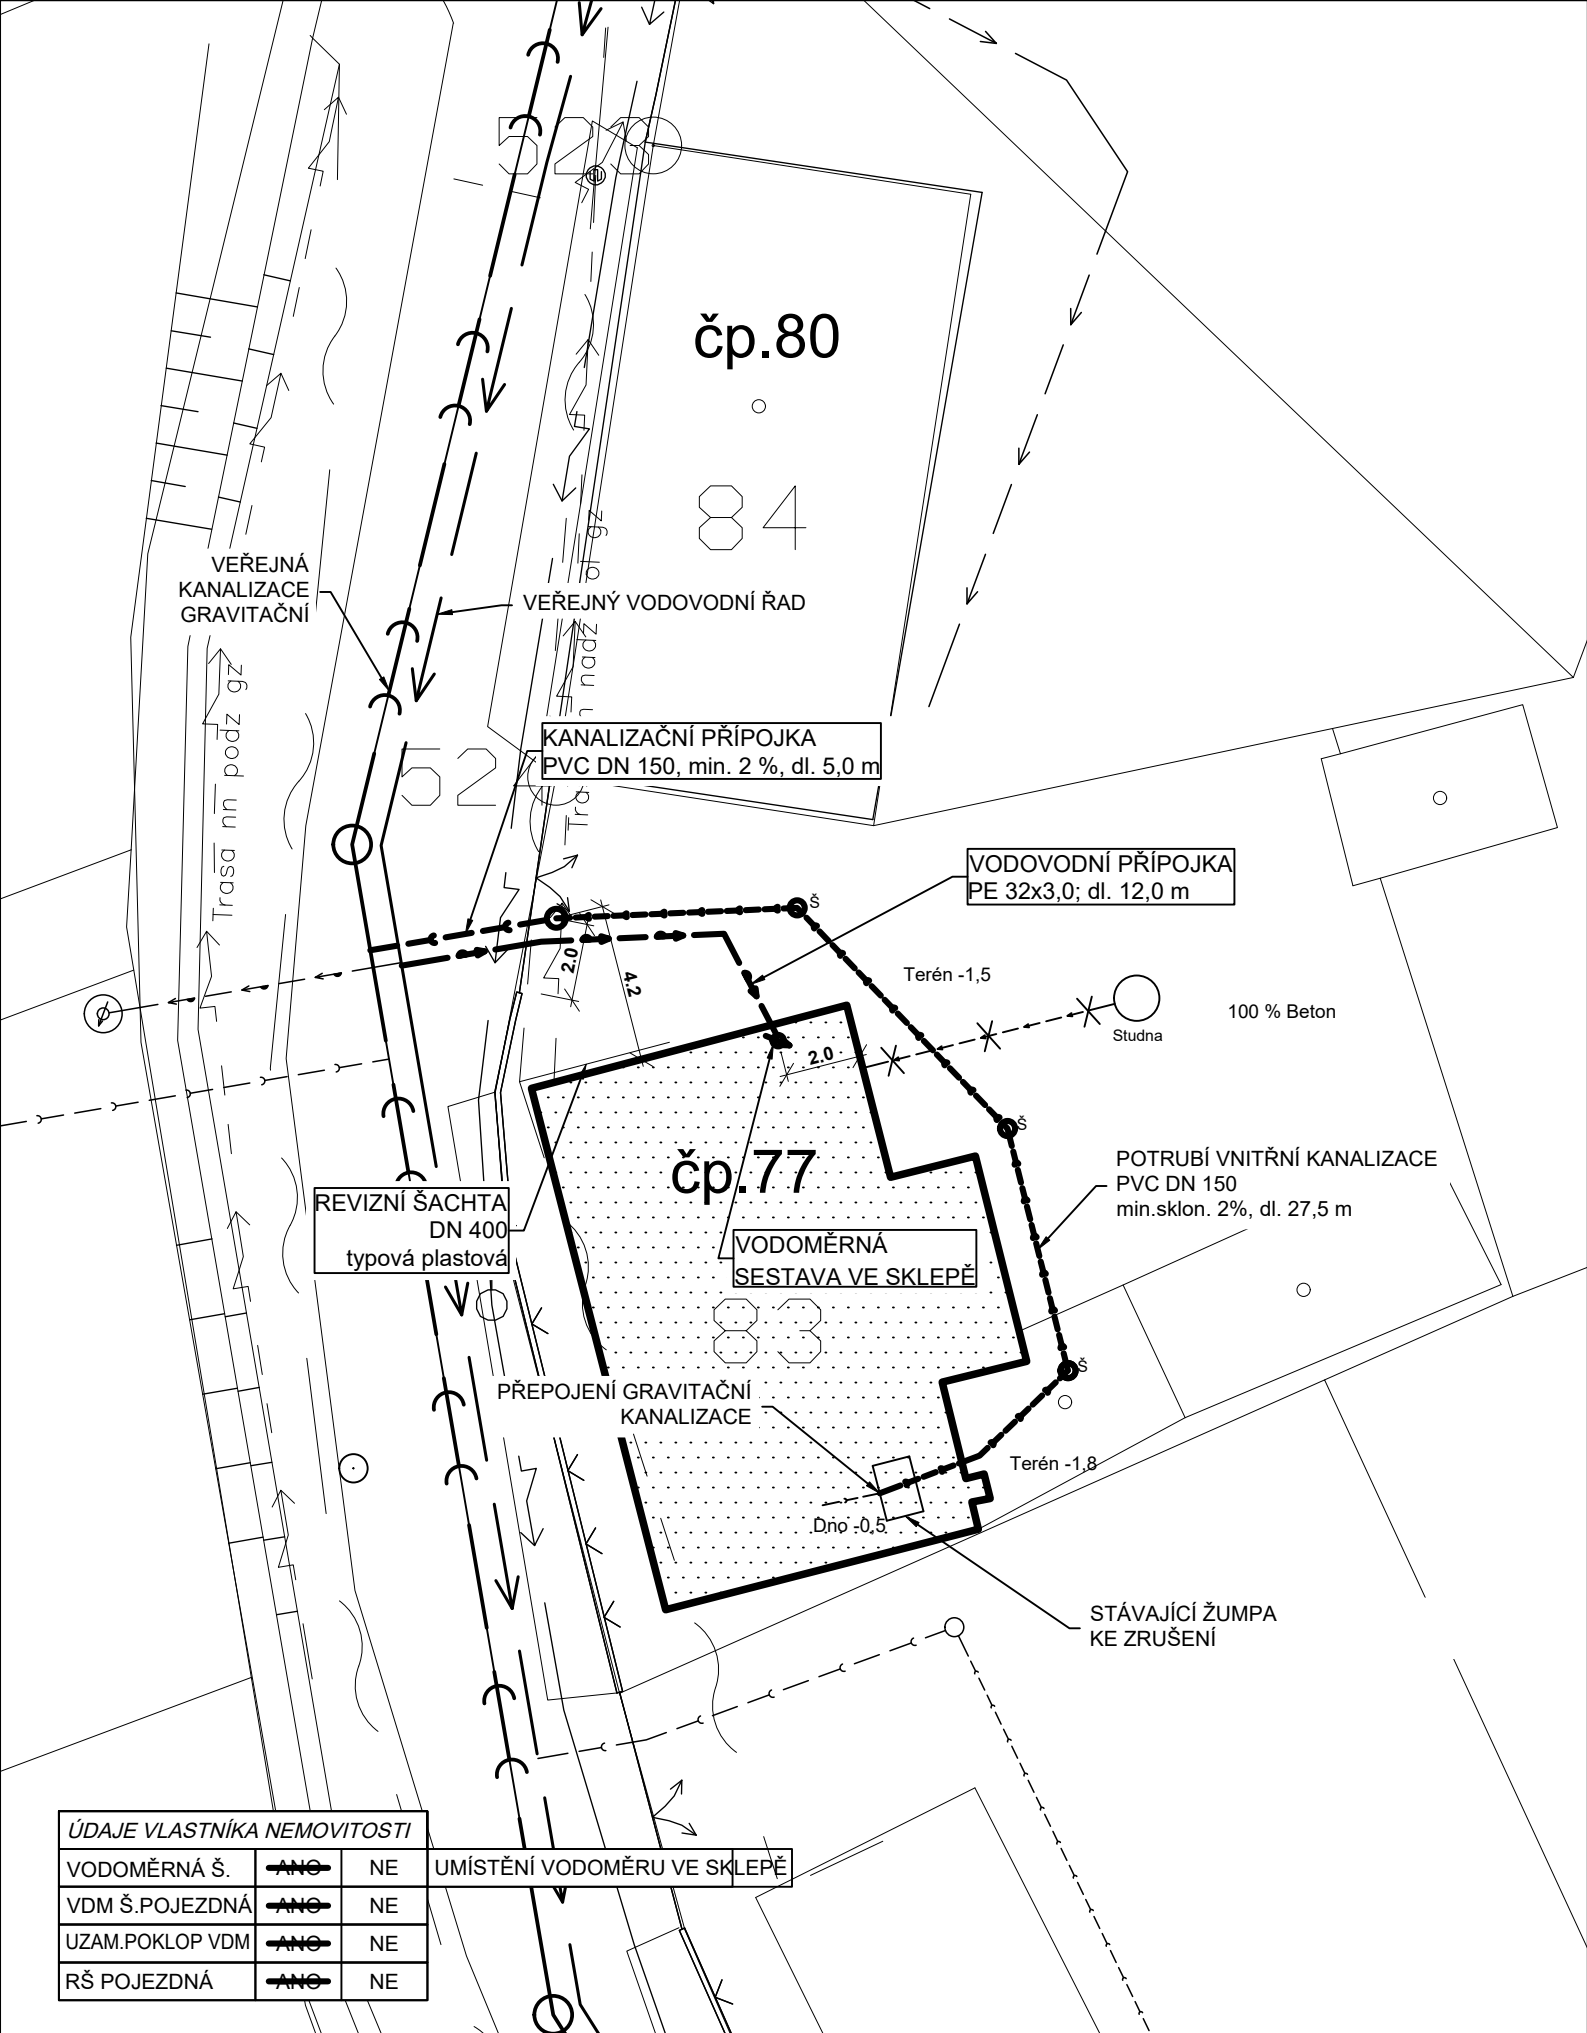 čp.80
84
VEŘEJNÁ
KANALIZACE
GRAVITAČNÍ
VEŘEJNÝ VODOVODNÍ ŘAD
Trasa nn podz gz
KANALIZAČNÍ PŘÍPOJKA
PVC DN 150, min. 2 %, dl. 5,0 m
VODOVODNÍ PŘÍPOJKA
PE 32x3,0; dl. 12,0 m
Š
2.0
4.2
Terén -1,5
Studna
100 % Beton
2.0
Š
čp.77
POTRUBÍ VNITŘNÍ KANALIZACE
PVC DN 150
min.sklon. 2%, dl. 27,5 m
REVIZNÍ ŠACHTA
DN 400
typová plastová
VODOMĚRNÁ
SESTAVA VE SKLEPĚ
83
Š
PŘEPOJENÍ GRAVITAČNÍ
KANALIZACE
Terén -1,8
Dno -0,5
STÁVAJÍCÍ ŽUMPA
KE ZRUŠENÍ
ÚDAJE VLASTNÍKA NEMOVITOSTI
VODOMĚRNÁ Š. ANO NE UMÍSTĚNÍ VODOMĚRU VE SKLEPĚ
VDM Š.POJEZDNÁ ANO NE
UZAM.POKLOP VDM ANO NE
RŠ POJEZDNÁ ANO NE